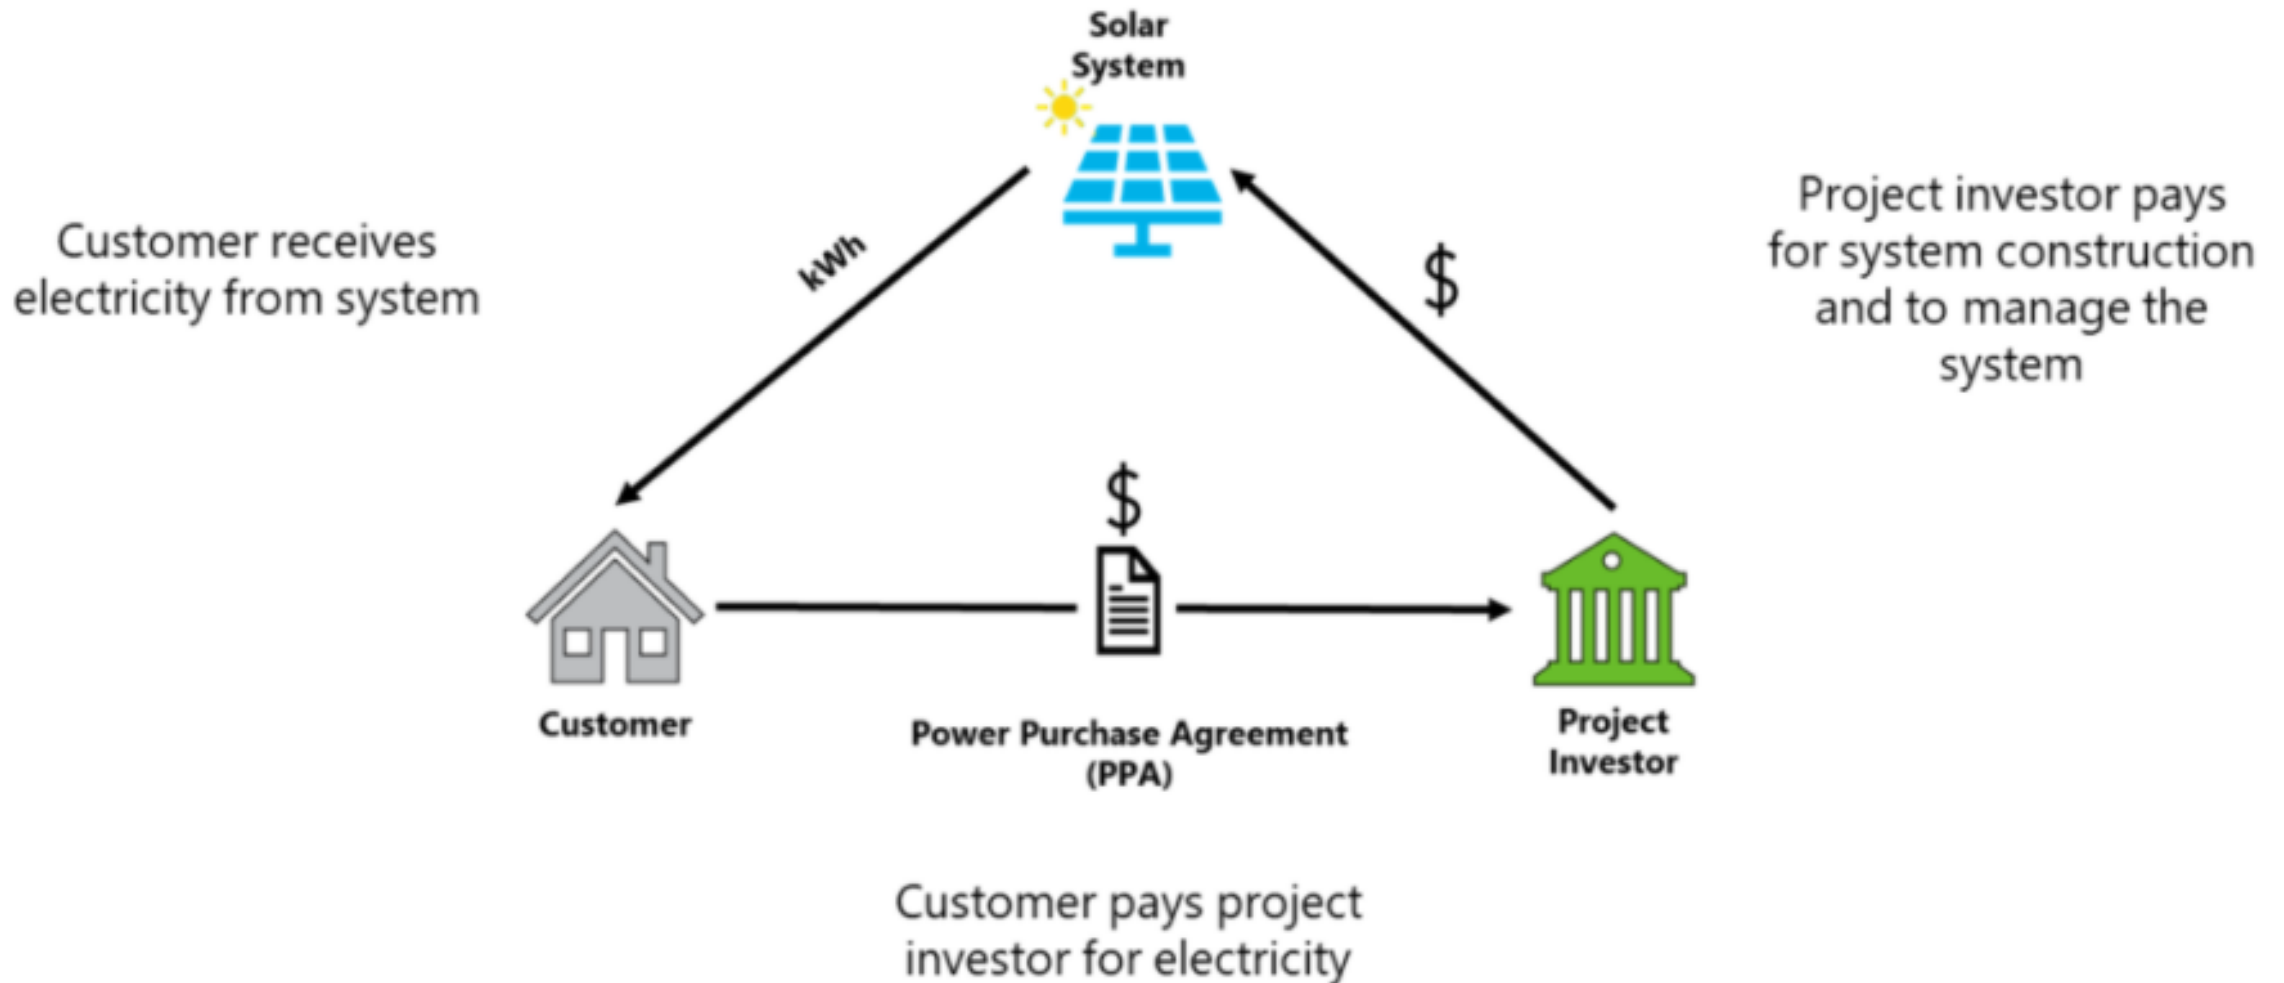 Solar
System
Customer receives
electricity from system
kWh
$
Project investor pays
for system construction
and to manage the
system
$
Customer
Power Purchase Agreement
(PPA)
Project
Investor
Customer pays project
investor for electricity